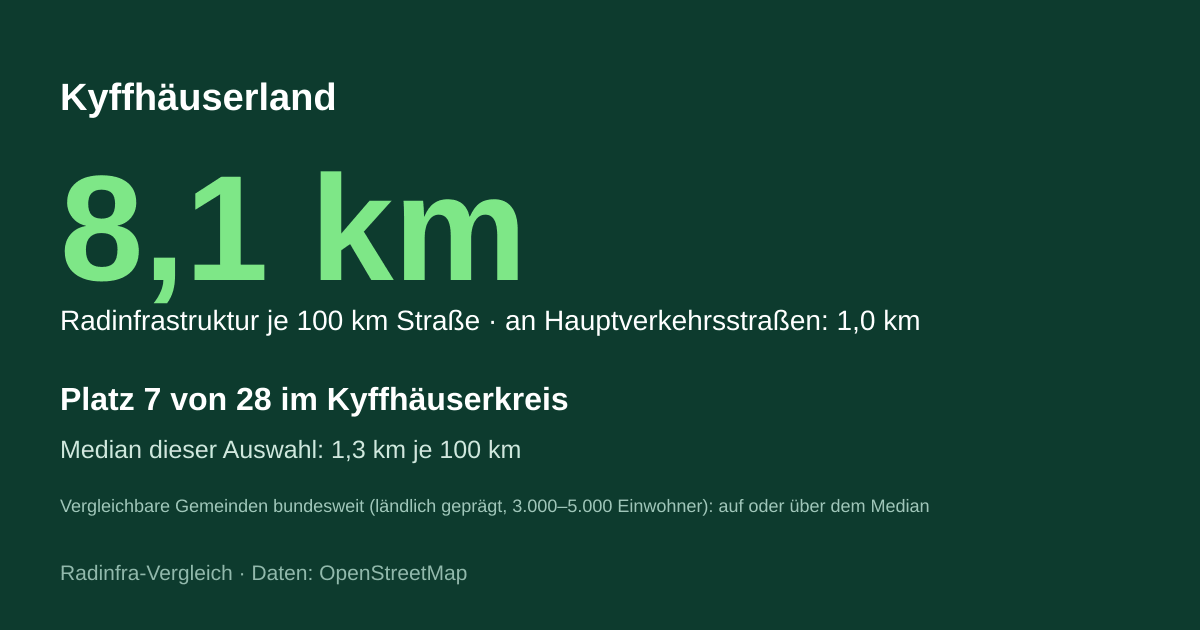 Kyffhäuserland
8,1 km
Radinfrastruktur je 100 km Straße · an Hauptverkehrsstraßen: 1,0 km
Platz 7 von 28 im Kyffhäuserkreis
Median dieser Auswahl: 1,3 km je 100 km
Vergleichbare Gemeinden bundesweit (ländlich geprägt, 3.000–5.000 Einwohner): auf oder über dem Median
Radinfra-Vergleich · Daten: OpenStreetMap